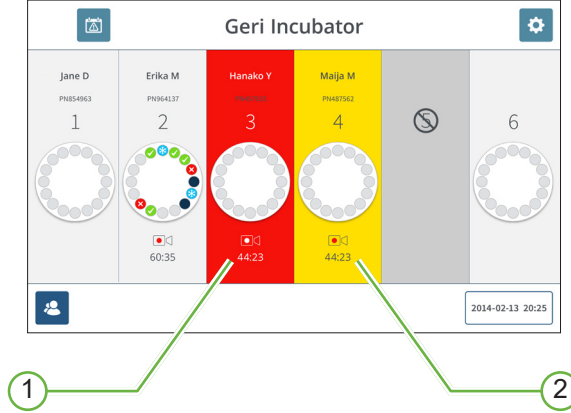 Geri Incubator
Jane D
PN854963
1
Erika M
PN964137
2
60:35
Hanako Y
3
44:23
Maija M
PN487562
4
44:23
5
6
2014-02-13 20:25
1
2